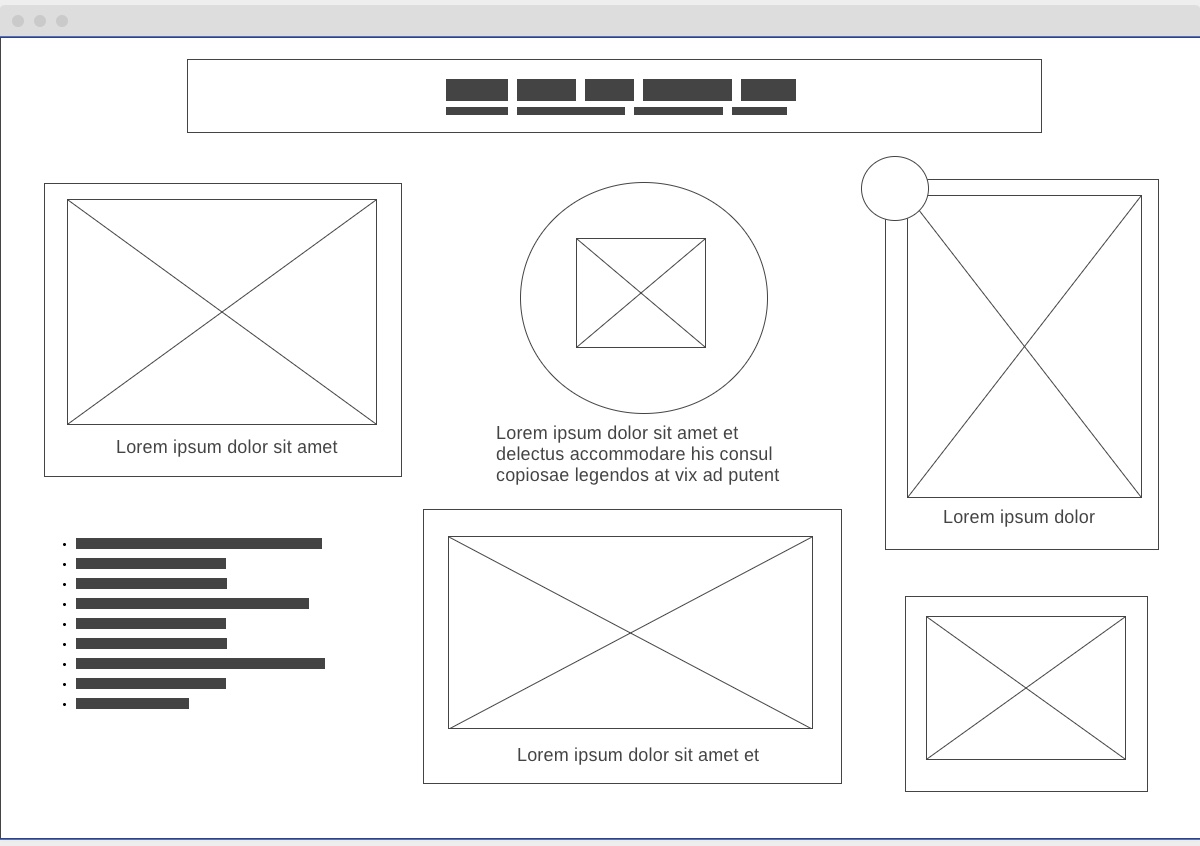 Lorem ipsum dolor sit amet
Lorem ipsum dolor sit amet et
delectus accommodare his consul
copiosae legendos at vix ad putent
Lorem ipsum dolor
Lorem ipsum dolor sit amet et